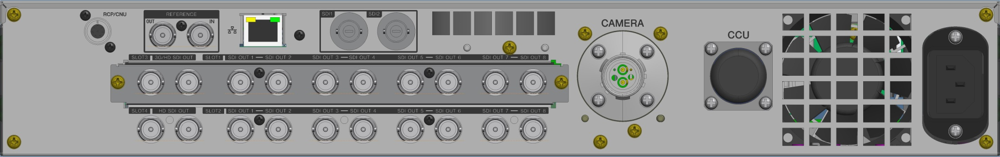 RCP/CNU
REFERENCE
OUT IN
SDI1 SDI2
CAMERA
CCU
SLOT3 3G/HD SDI OUT SLOT1 SDI OUT 1 — SDI OUT 2 SDI OUT 3 — SDI OUT 4 SDI OUT 5 — SDI OUT 6 SDI OUT 7 — SDI OUT 8
SLOT4 HD SDI OUT SLOT2 SDI OUT 1 — SDI OUT 2 SDI OUT 3 — SDI OUT 4 SDI OUT 5 — SDI OUT 6 SDI OUT 7 — SDI OUT 8